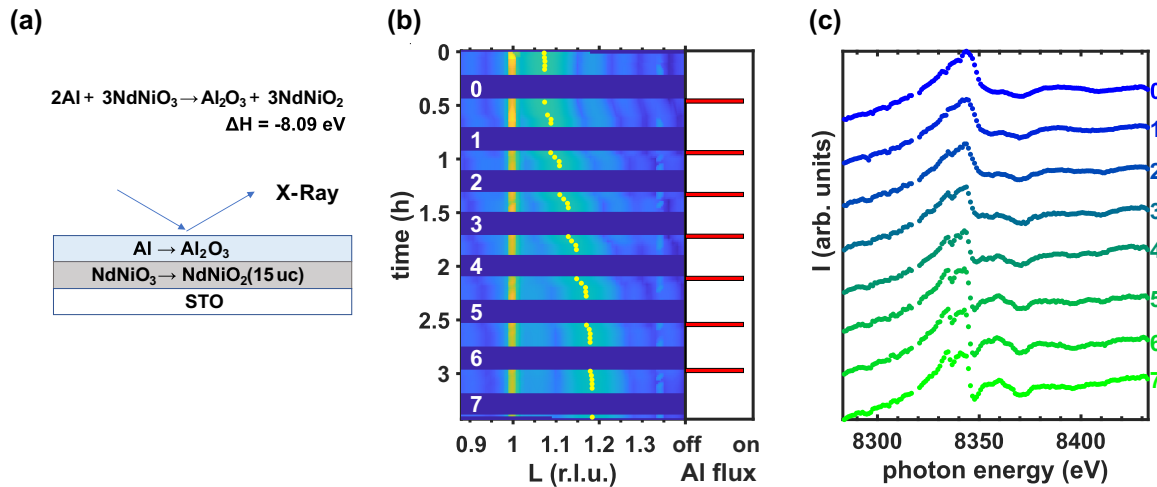 (a)
2Al + 3NdNiO₃→Al₂O₃ + 3NdNiO₂
ΔH = -8.09 eV
X-Ray
Al → Al₂O₃
NdNiO₃→ NdNiO₂(15 uc)
STO
(b)
0
0.5
1
1.5
2
2.5
3
time (h)
0
1
2
3
4
5
6
7
0.9 1 1.1 1.2 1.3 off on
L (r.l.u.) Al flux
(c)
I (arb. units)
0
1
2
3
4
5
6
7
8300 8350 8400
photon energy (eV)